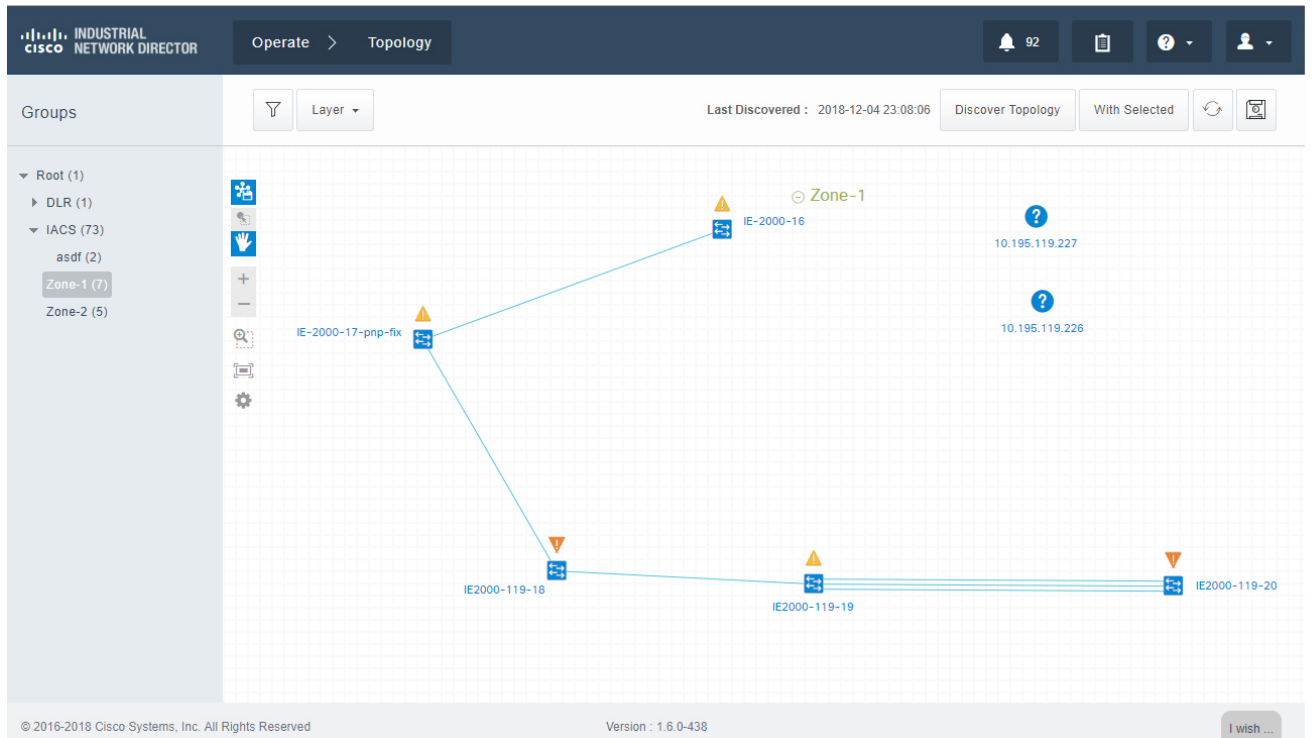 INDUSTRIAL
CISCO NETWORK DIRECTOR
Operate > Topology
92
Groups
Layer
Last Discovered : 2018-12-04 23:08:06
Discover Topology
With Selected
Root (1)
DLR (1)
IACS (73)
asdf (2)
Zone-1 (7)
Zone-2 (5)
Zone-1
IE-2000-16
10.195.119.227
10.195.119.226
IE-2000-17-pnp-fix
IE2000-119-18
IE2000-119-19
IE2000-119-20
© 2016-2018 Cisco Systems, Inc. All Rights Reserved
Version : 1.6.0-438
I wish ...